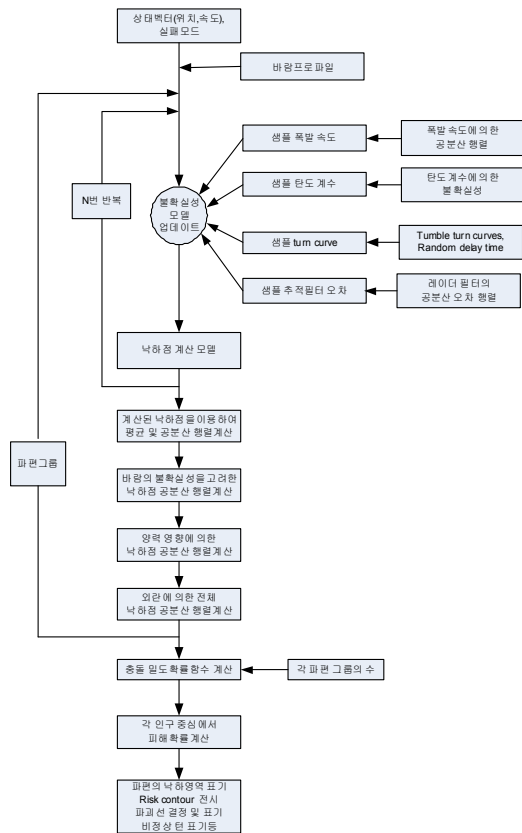 상태벡터(위치,속도),
실패모드
바람프로파일
샘플 폭발 속도
폭발 속도에 의한
공분산 행렬
N번 반복
불확실성
모델
업데이트
샘플 탄도 계수
탄도 계수에 의한
불확실성
샘플 turn curve
Tumble turn curves,
Random delay time
샘플 추적필터 오차
레이더 필터의
공분산 오차 행렬
낙하점 계산 모델
계산된 낙하점을이용하여
평균 및 공분산 행렬계산
파편그룹
바람의 불확실성을고려한
낙하점 공분산 행렬계산
양력 영향에 의한
낙하점 공분산 행렬계산
외란에 의한 전체
낙하점 공분산 행렬계산
충돌 밀도확률함수 계산
각 파편 그룹의 수
각 인구 중심에서
피해 확률계산
파편의 낙하영역 표기
Risk contour 전시
파괴선 결정 및 표기
비정상 턴 표기등